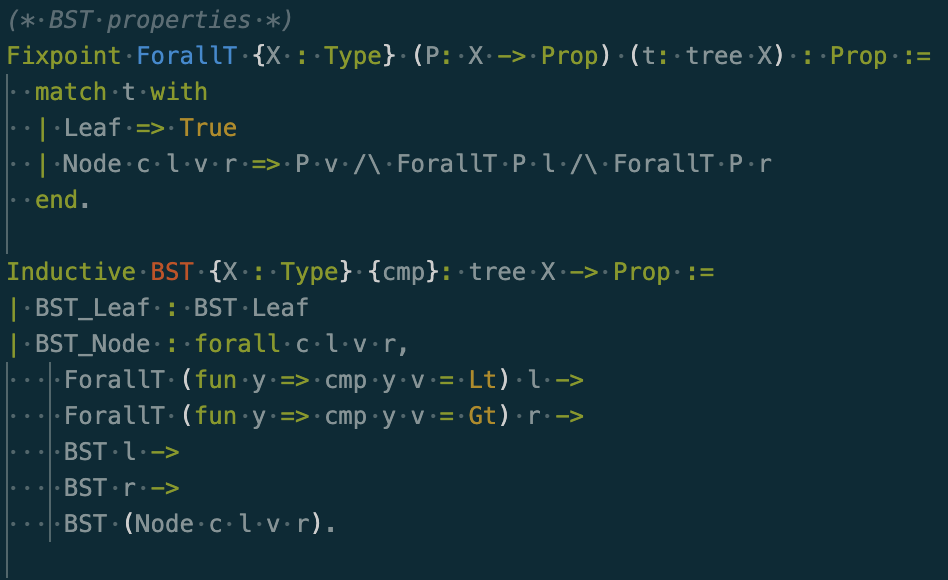 (* BST properties *)
Fixpoint ForallT {X : Type} (P: X -> Prop) (t: tree X) : Prop :=
  match t with
  | Leaf => True
  | Node c l v r => P v /\ ForallT P l /\ ForallT P r
  end.

Inductive BST {X : Type} {cmp}: tree X -> Prop :=
| BST_Leaf : BST Leaf
| BST_Node : forall c l v r,
    ForallT (fun y => cmp y v = Lt) l ->
    ForallT (fun y => cmp y v = Gt) r ->
    BST l ->
    BST r ->
    BST (Node c l v r).